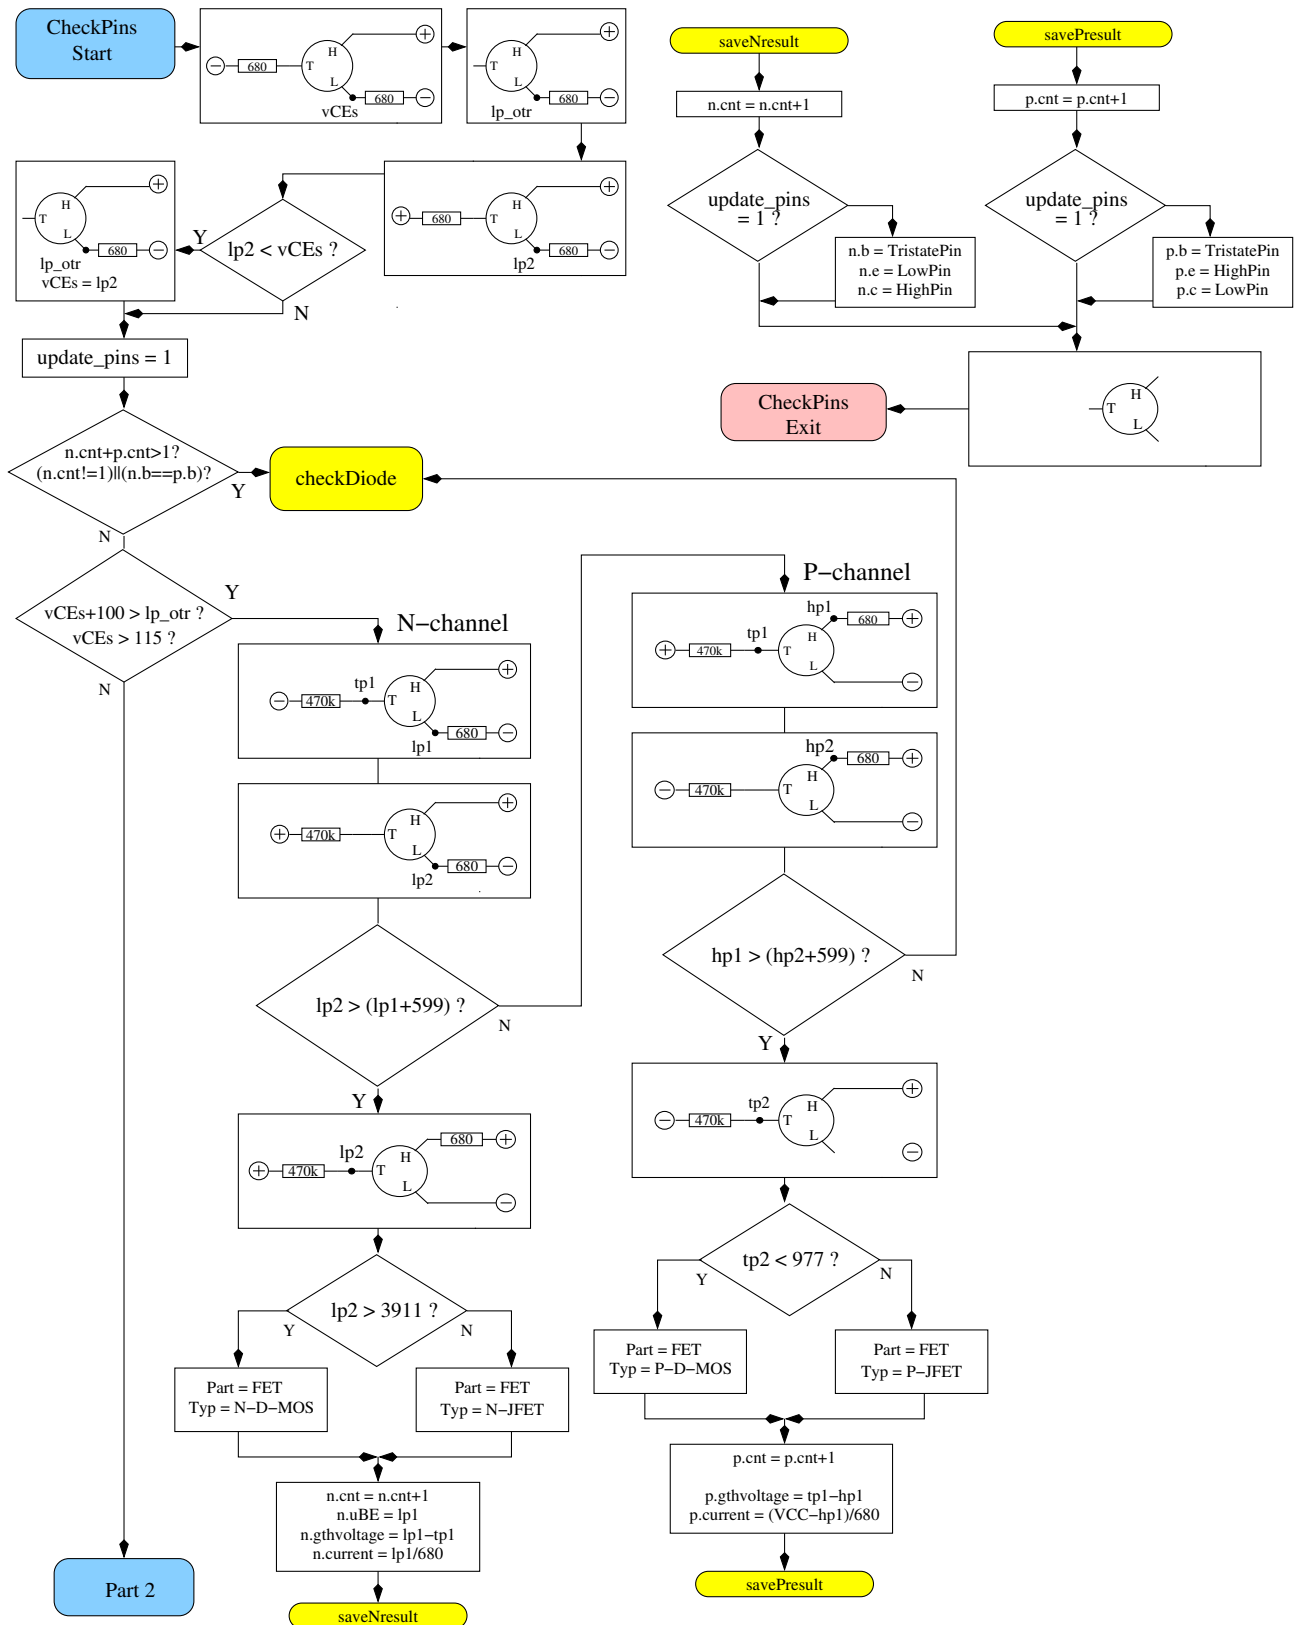 CheckPins
Start
H
T
L
680
680
vCEs
H
T
L
680
lp_otr
H
T
L
680
lp_otr
vCEs = lp2
Y
lp2 < vCEs ?
N
H
T
L
680
680
lp2
update_pins = 1
n.cnt+p.cnt>1?
(n.cnt!=1)||(n.b==p.b)?
Y
N
checkDiode
vCEs+100 > lp_otr ?
vCEs > 115 ?
Y
N
saveNresult
n.cnt = n.cnt+1
update_pins
= 1 ?
n.b = TristatePin
n.e = LowPin
n.c = HighPin
savePresult
p.cnt = p.cnt+1
update_pins
= 1 ?
p.b = TristatePin
p.e = HighPin
p.c = LowPin
H
T
L
CheckPins
Exit
N−channel
tp1
470k
H
T
L
680
lp1
470k
H
T
L
680
lp2
lp2 > (lp1+599) ?
N
Y
lp2
470k
H
T
L
680
lp2 > 3911 ?
Y
N
Part = FET
Typ = N−D−MOS
Part = FET
Typ = N−JFET
n.cnt = n.cnt+1
n.uBE = lp1
n.gthvoltage = lp1−tp1
n.current = lp1/680
saveNresult
P−channel
hp1
680
tp1
470k
H
T
L
hp2
680
470k
H
T
L
hp1 > (hp2+599) ?
N
Y
tp2
470k
H
T
L
tp2 < 977 ?
Y
N
Part = FET
Typ = P−D−MOS
Part = FET
Typ = P−JFET
p.cnt = p.cnt+1
p.gthvoltage = tp1−hp1
p.current = (VCC−hp1)/680
savePresult
Part 2